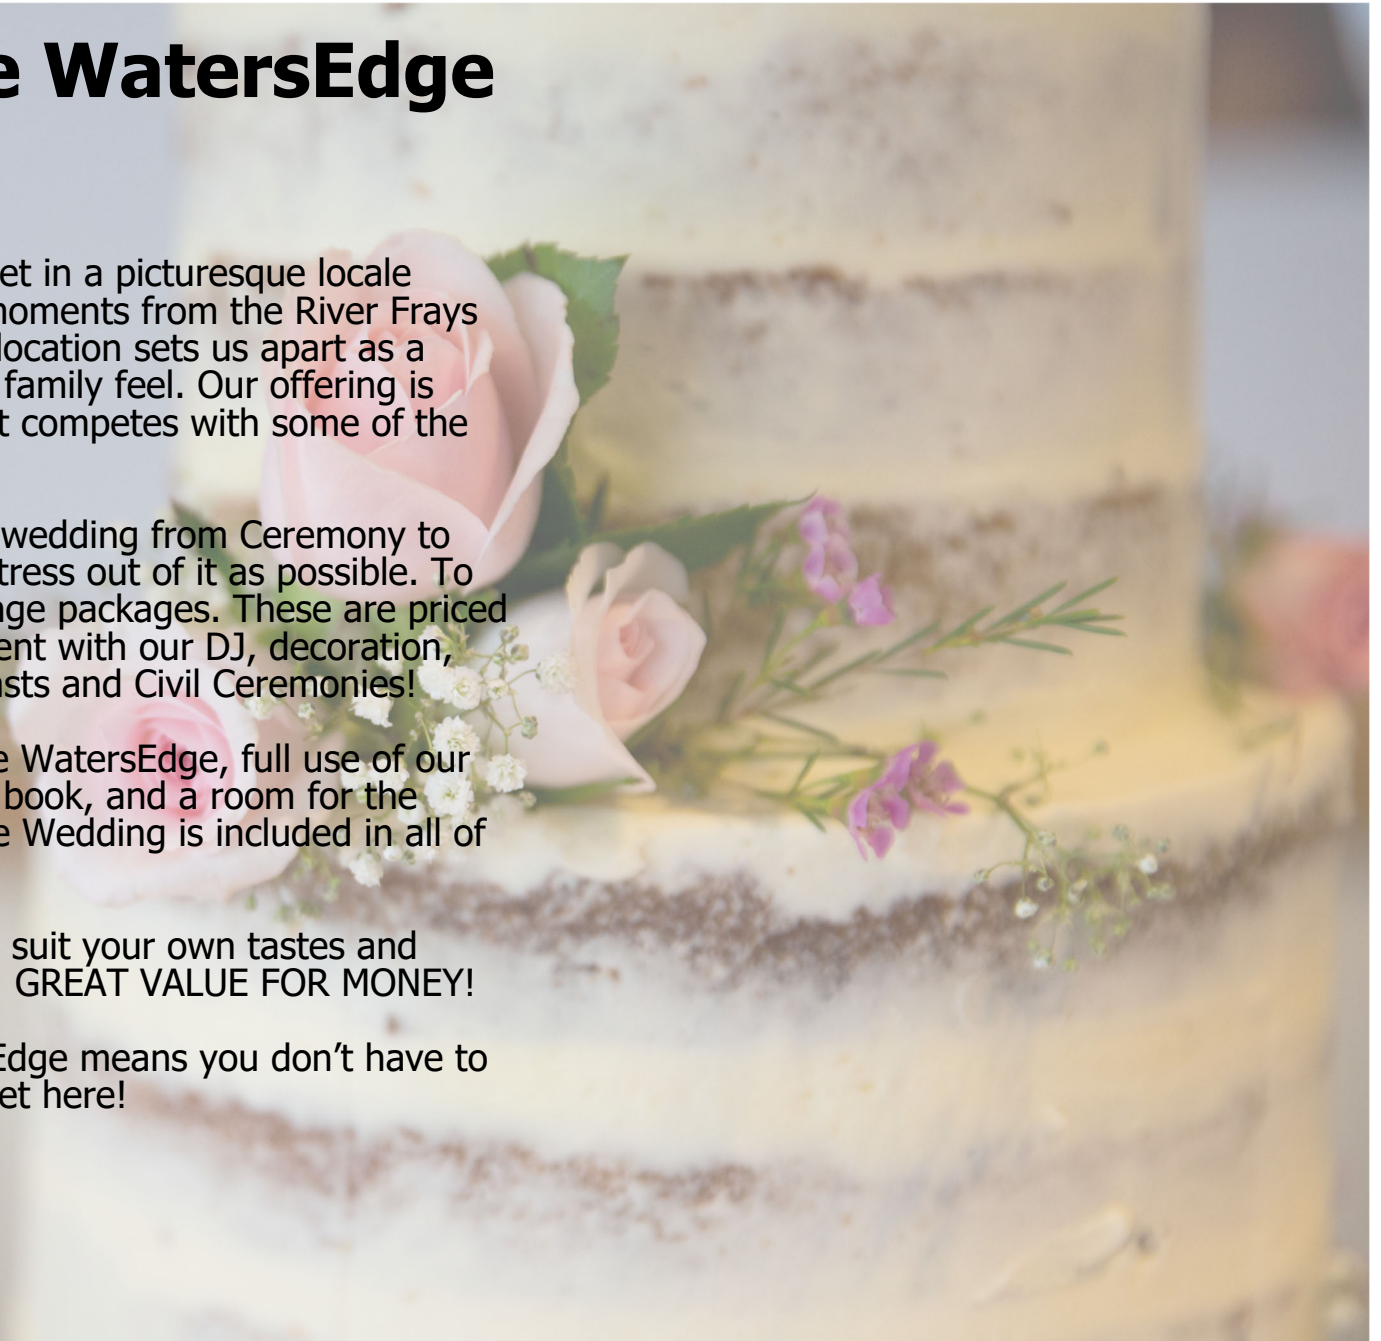 e WatersEdge
et in a picturesque locale
moments from the River Frays
location sets us apart as a
family feel. Our offering is
t competes with some of the
wedding from Ceremony to
tress out of it as possible. To
age packages. These are priced
ent with our DJ, decoration,
asts and Civil Ceremonies!
e WatersEdge, full use of our
book, and a room for the
e Wedding is included in all of
suit your own tastes and
GREAT VALUE FOR MONEY!
Edge means you don’t have to
et here!